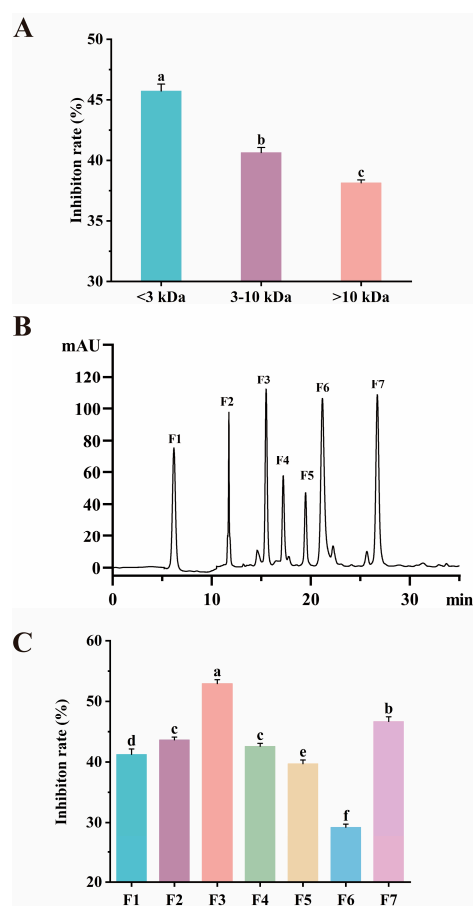 A
Inhibiton rate (%)
50
45
40
35
30
a
b
c
<3 kDa 3-10 kDa >10 kDa
B
mAU
120
100
80
60
40
20
0
F1
F2
F3
F4
F5
F6
F7
0 10 20 30 min
C
Inhibiton rate (%)
60
50
40
30
20
d
c
a
c
e
f
b
F1 F2 F3 F4 F5 F6 F7